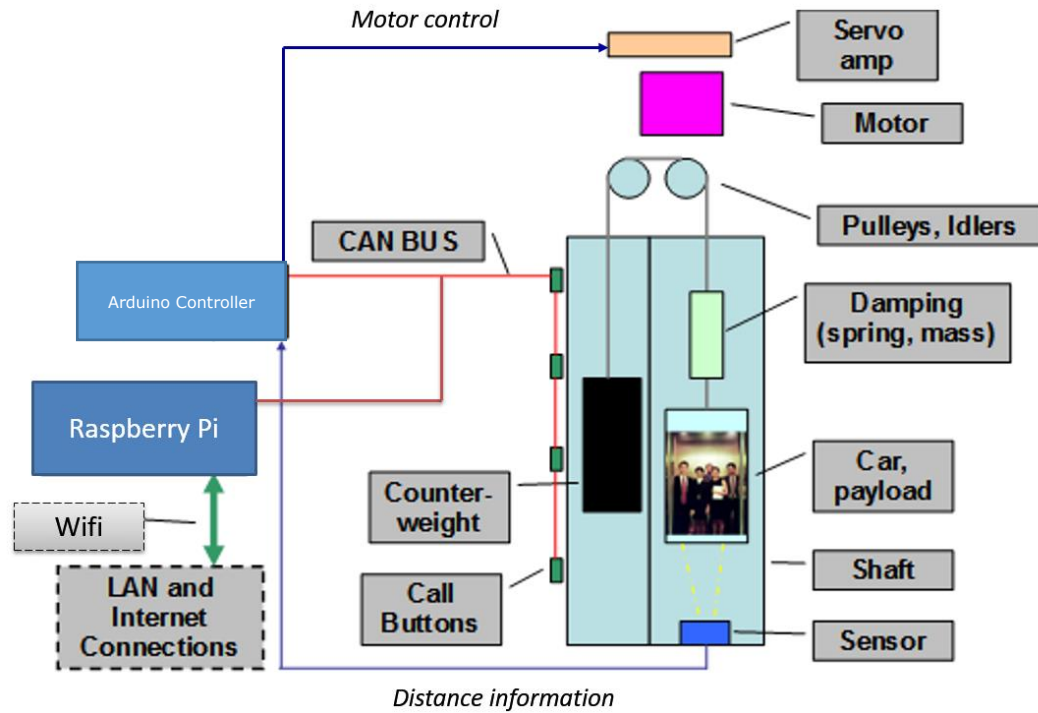 Motor control
Servo
amp
Motor
Pulleys, Idlers
CAN BUS
Arduino Controller
Damping
(spring, mass)
Raspberry Pi
Car,
payload
Counter-
weight
Wifi
Shaft
LAN and
Internet
Connections
Call
Buttons
Sensor
Distance information